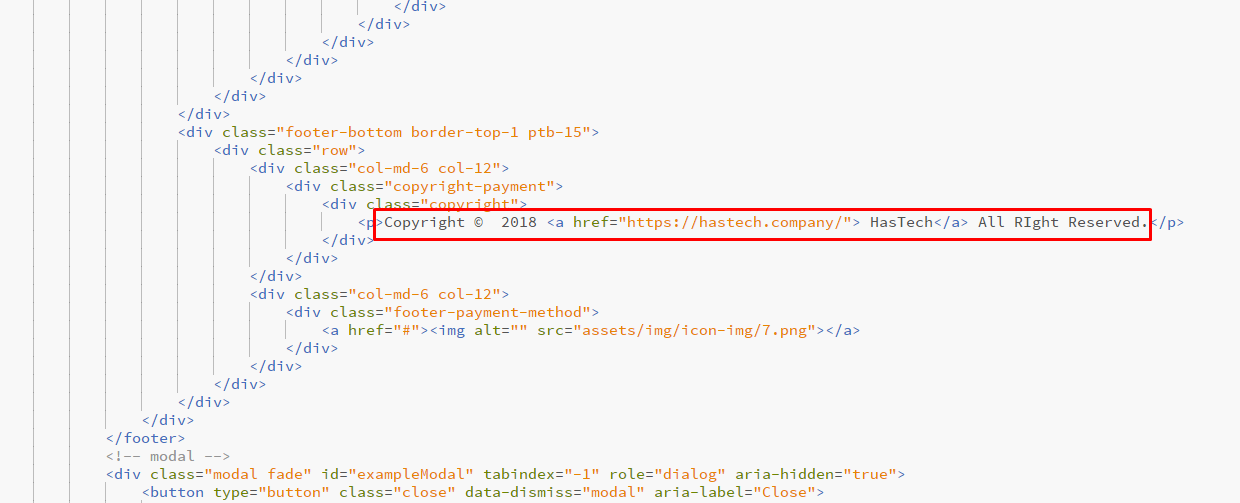 </div>
</div>
</div>
</div>
</div>
</div>
</div>
<div class="footer-bottom border-top-1 ptb-15">
<div class="row">
<div class="col-md-6 col-12">
<div class="copyright-payment">
<div class="copyright">
<p>Copyright ©  2018 <a href="https://hastech.company/"> HasTech</a> All RIght Reserved.</p>
</div>
</div>
</div>
<div class="col-md-6 col-12">
<div class="footer-payment-method">
<a href="#"><img alt="" src="assets/img/icon-img/7.png"></a>
</div>
</div>
</div>
</div>
</div>
</footer>
<!-- modal -->
<div class="modal fade" id="exampleModal" tabindex="-1" role="dialog" aria-hidden="true">
<button type="button" class="close" data-dismiss="modal" aria-label="Close">